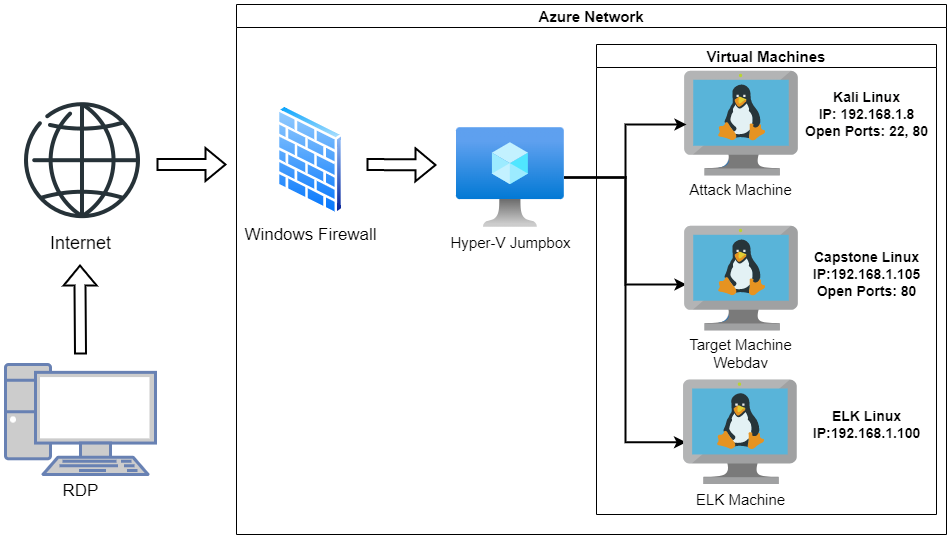 Azure Network
Virtual Machines
Internet
RDP
Windows Firewall
Hyper-V Jumpbox
Kali Linux
IP: 192.168.1.8
Open Ports: 22, 80
Attack Machine
Capstone Linux
IP:192.168.1.105
Open Ports: 80
Target Machine
Webdav
ELK Linux
IP:192.168.1.100
ELK Machine